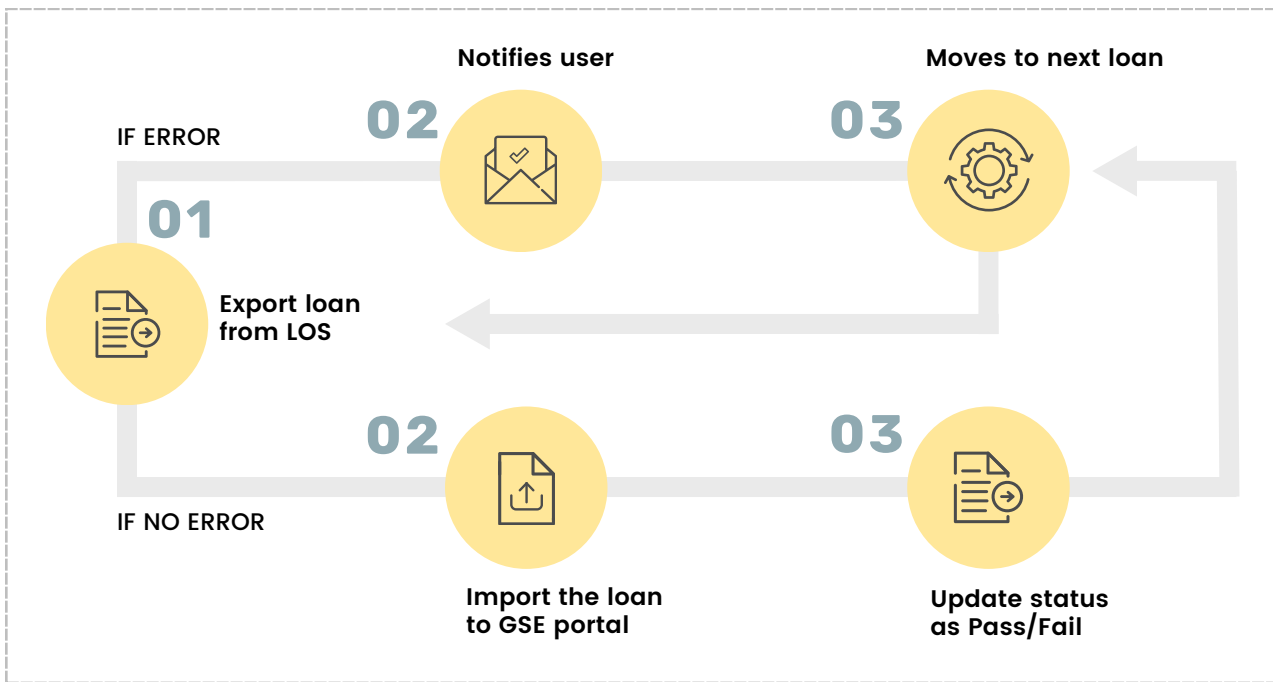 Notifies user
Moves to next loan
02
03
IF ERROR
01
Export loan
from LOS
02
03
IF NO ERROR
Import the loan
to GSE portal
Update status
as Pass/Fail